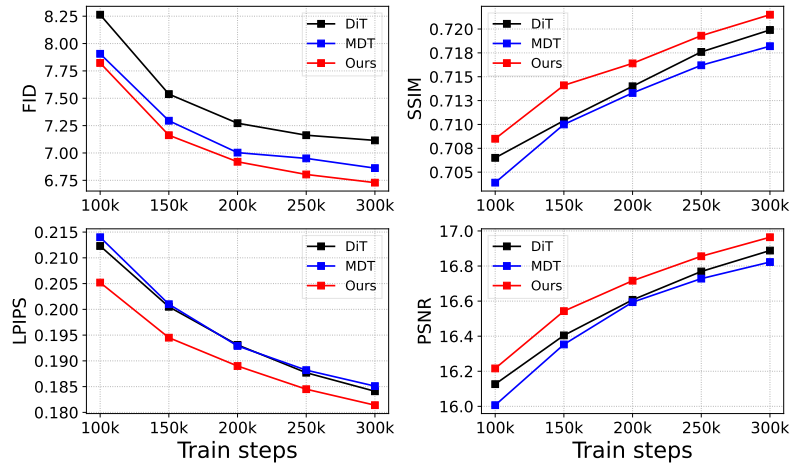 8.25
8.00
7.75
7.50
7.25
7.00
6.75
FID
DiT
MDT
Ours
100k 150k 200k 250k 300k
0.720
0.718
0.715
0.713
0.710
0.708
0.705
SSIM
DiT
MDT
Ours
100k 150k 200k 250k 300k
0.215
0.210
0.205
0.200
0.195
0.190
0.185
0.180
LPIPS
DiT
MDT
Ours
100k 150k 200k 250k 300k
Train steps
17.0
16.8
16.6
16.4
16.2
16.0
PSNR
DiT
MDT
Ours
100k 150k 200k 250k 300k
Train steps